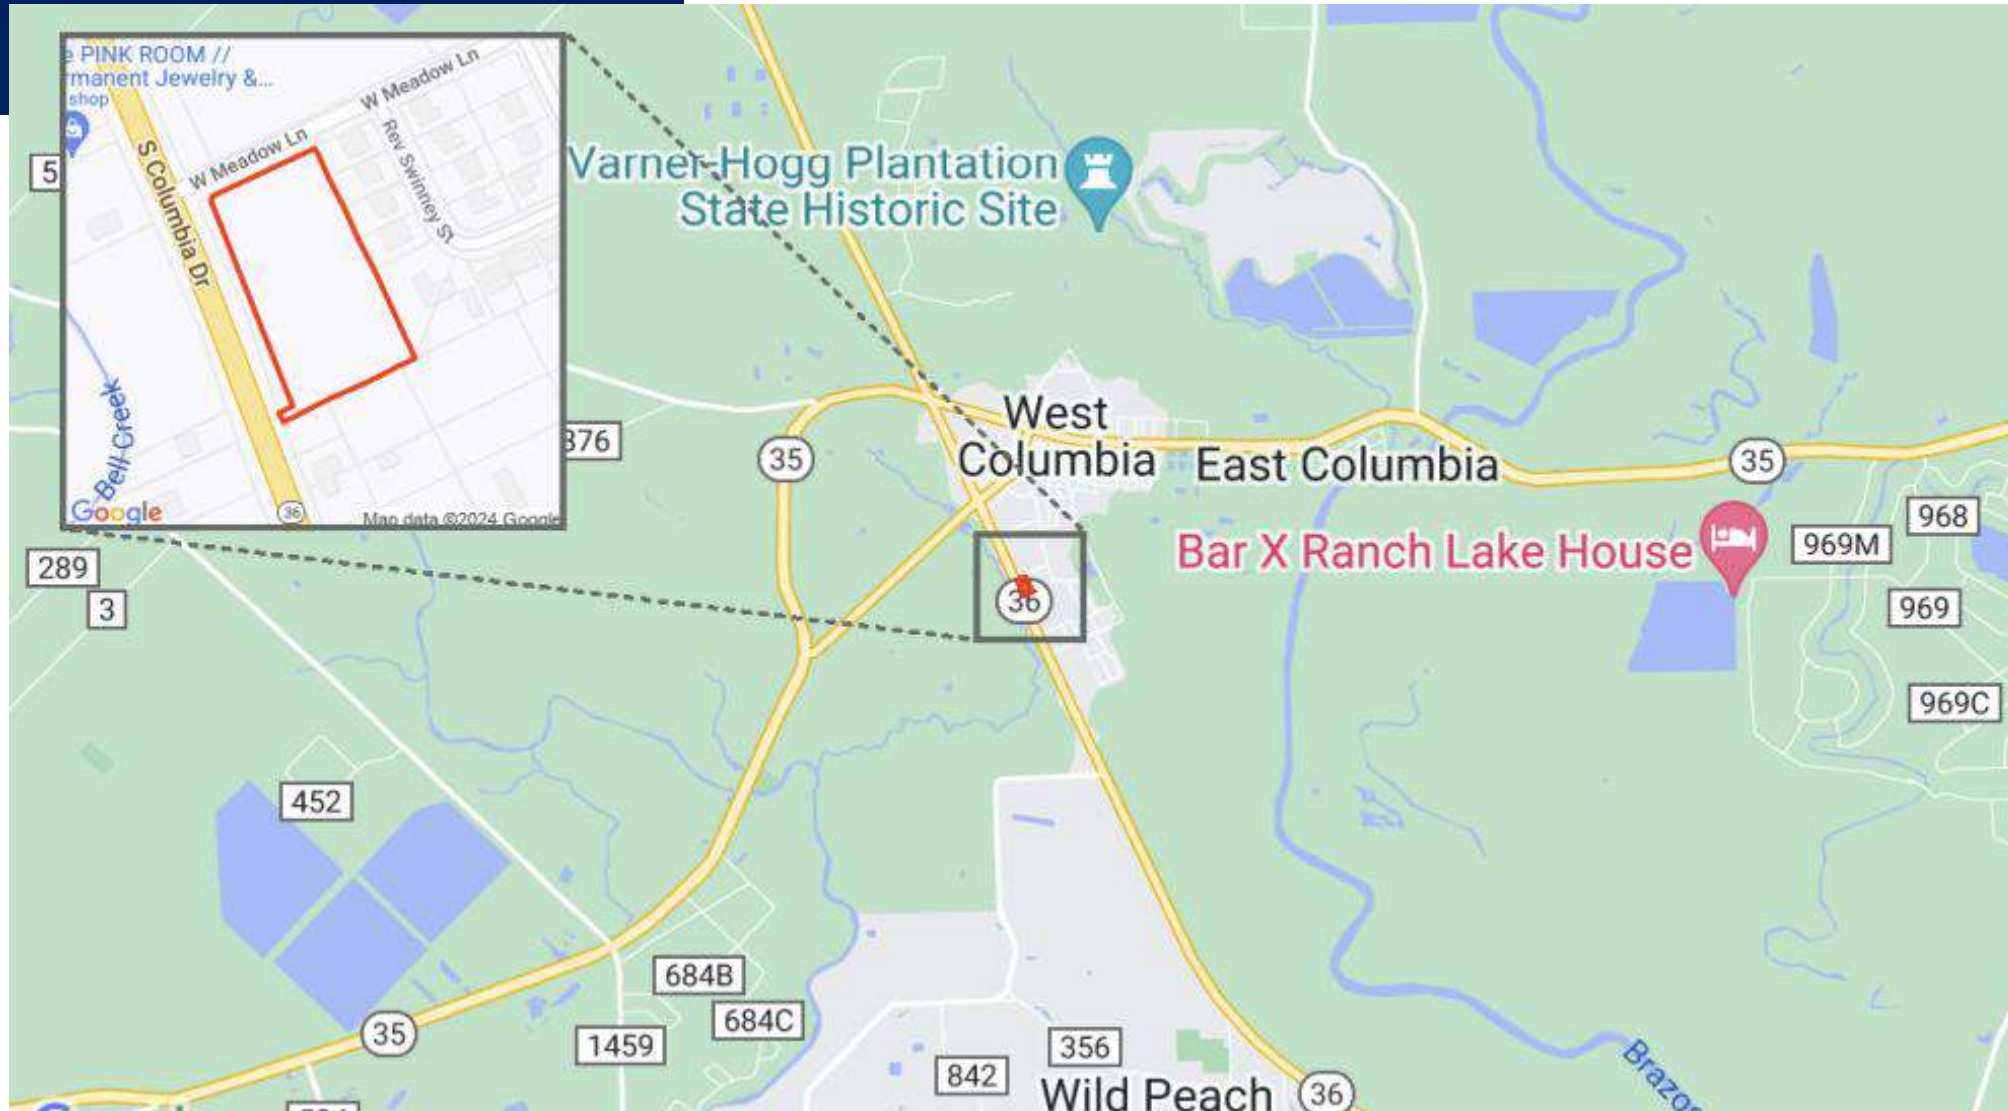 e PINK ROOM //
rmanent Jewelry &...
shop
W Meadow Ln
W Meadow Ln
Rev Swinney St
S Columbia Dr
Bell Creek
Google
36
Map data ©2024 Google
5
Varner-Hogg Plantation
State Historic Site
376
35
West
Columbia
East Columbia
35
Bar X Ranch Lake House
968
969M
969
969C
289
3
36
452
684B
684C
35
1459
356
842
Wild Peach
36
Brazos